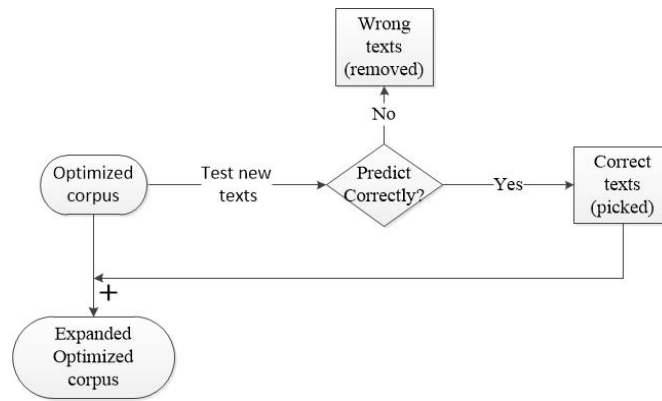 Wrong
texts
(removed)
No
Optimized
corpus
Test new
texts
Predict
Correctly?
Yes
Correct
texts
(picked)
+
Expanded
Optimized
corpus